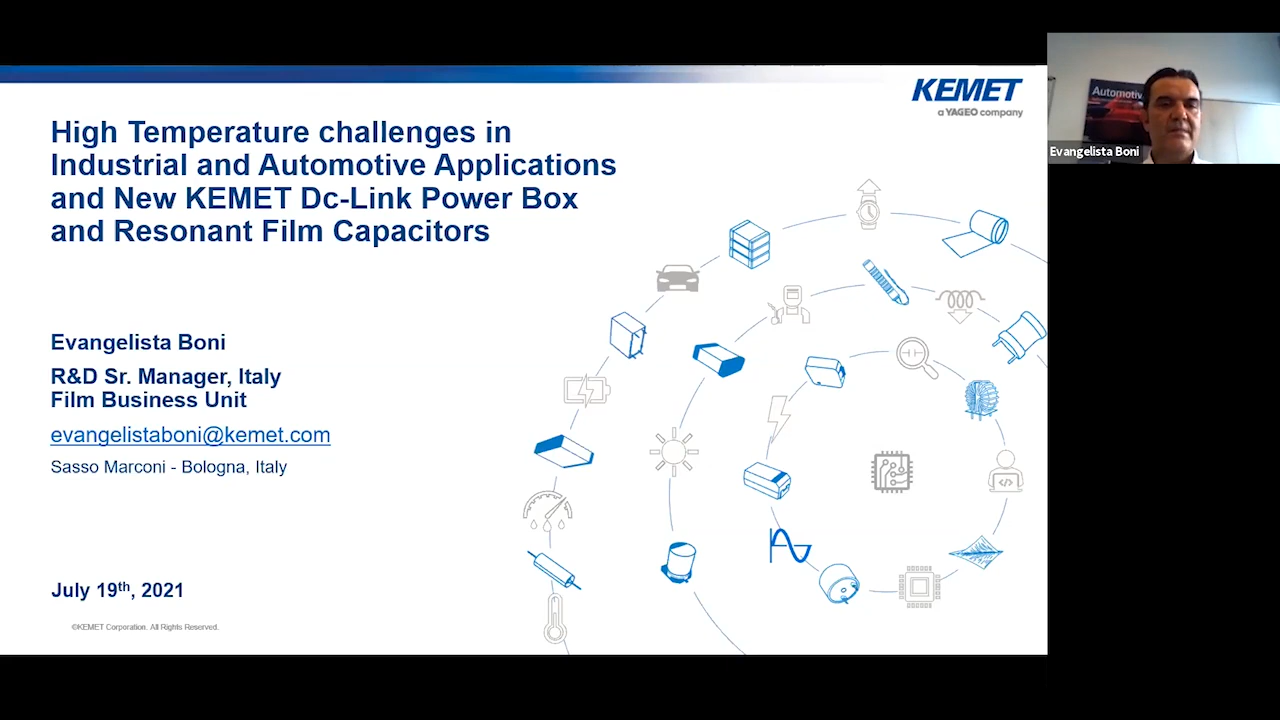 KEMET
a YAGEO company
High Temperature challenges in
Industrial and Automotive Applications
and New KEMET Dc-Link Power Box
and Resonant Film Capacitors
Evangelista Boni
R&D Sr. Manager, Italy
Film Business Unit
evangelistaboni@kemet.com
Sasso Marconi - Bologna, Italy
July 19th, 2021
©KEMET Corporation. All Rights Reserved.
Automotiv
Evangelista Boni